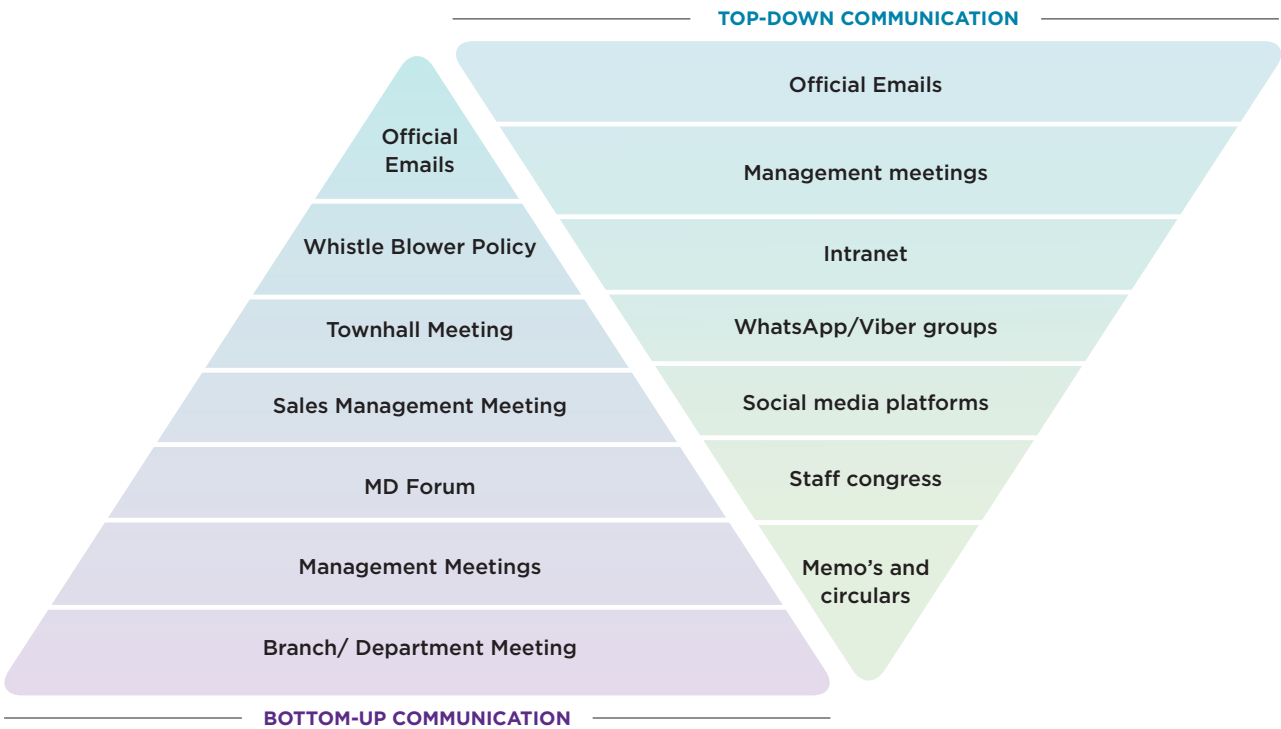 TOP-DOWN COMMUNICATION
Official Emails
Management meetings
Intranet
WhatsApp/Viber groups
Social media platforms
Staff congress
Memo's and
circulars
Official
Emails
Whistle Blower Policy
Townhall Meeting
Sales Management Meeting
MD Forum
Management Meetings
Branch/ Department Meeting
BOTTOM-UP COMMUNICATION